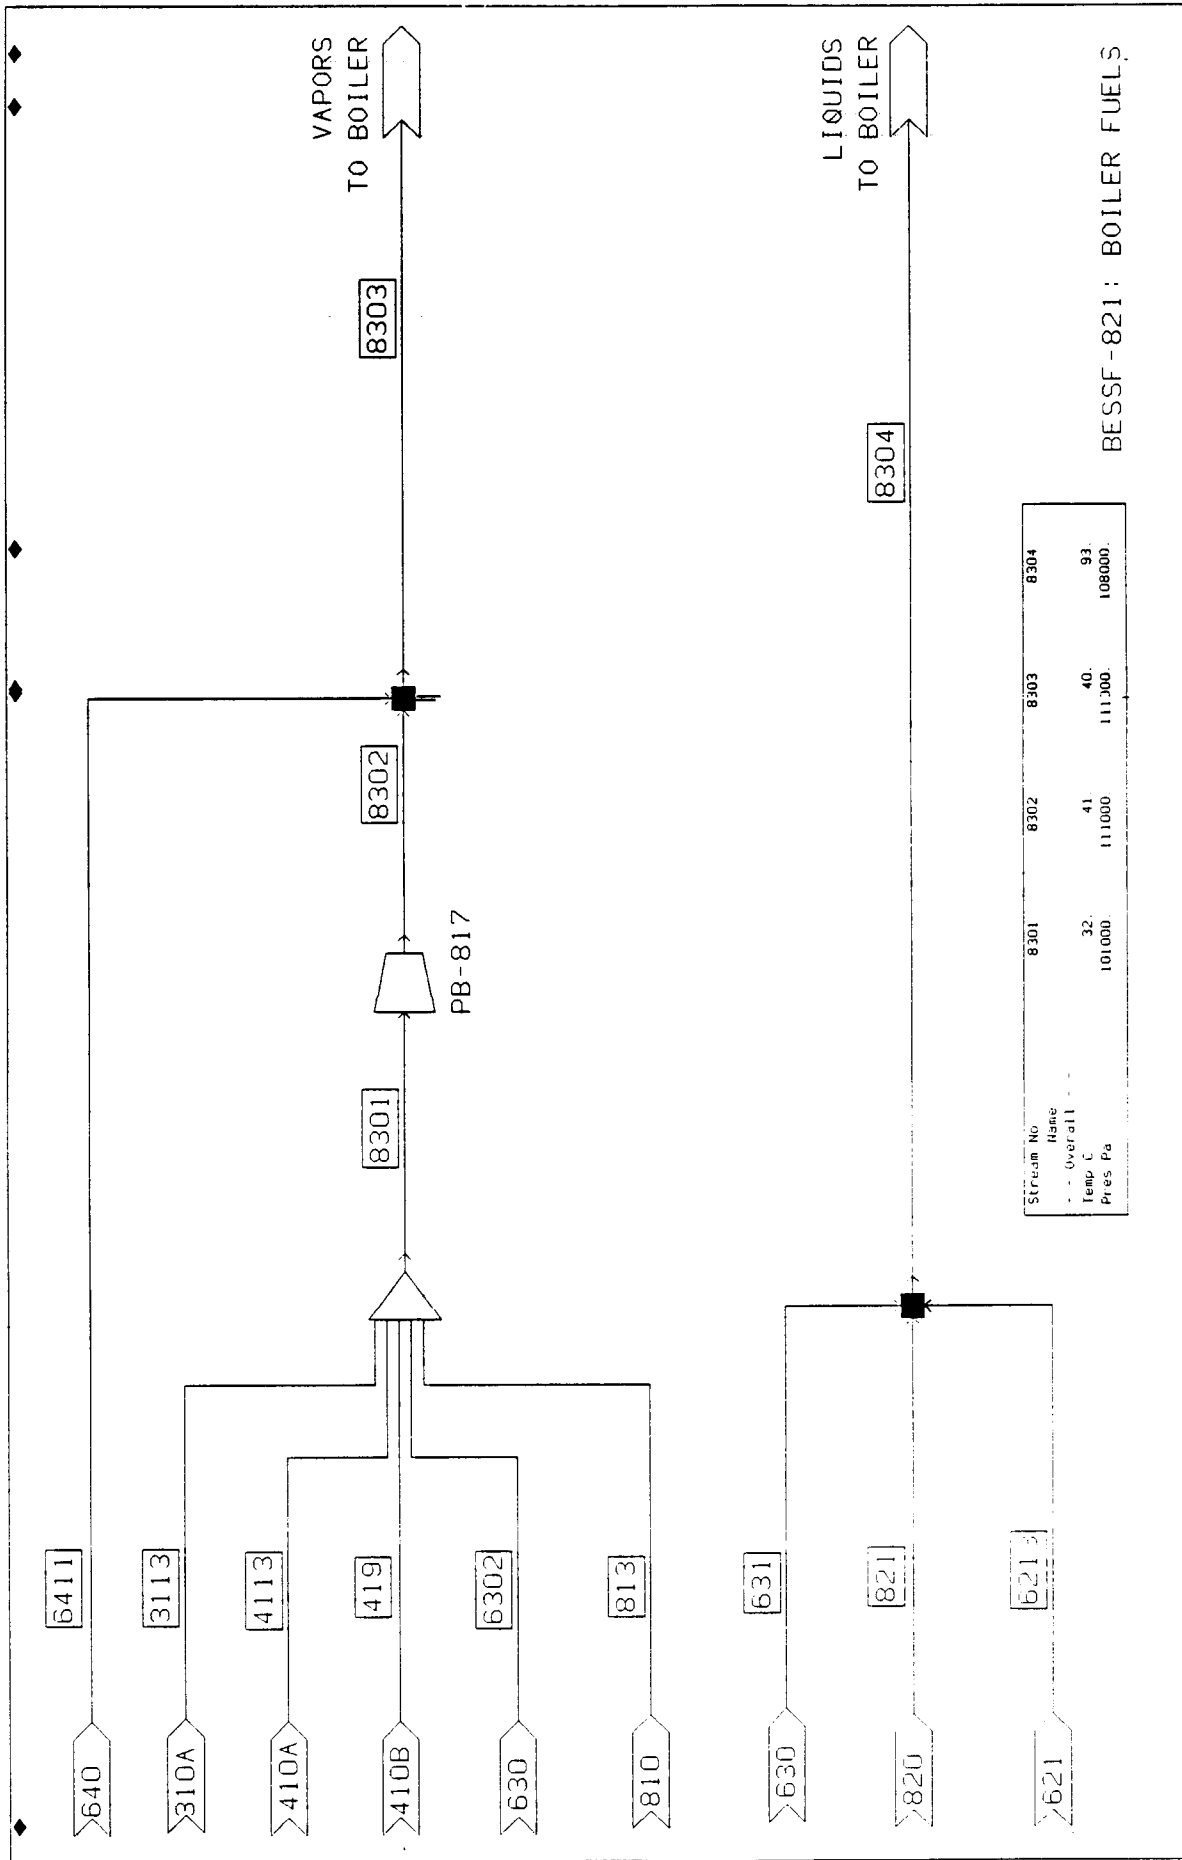 640
6411
VAPORS
TO BOILER
310A
3113
410A
4113
410B
419
8301
PB-817
8302
8303
630
6302
810
813
630
631
LIQUIDS
TO BOILER
820
821
8304
621
6213
Stream No 8301 8302 8303 8304
Name
- - Overall - -
Temp C 32. 41. 40. 93.
Pres Pa 101000. 111000. 111000. 108000.
BESSF-821: BOILER FUELS